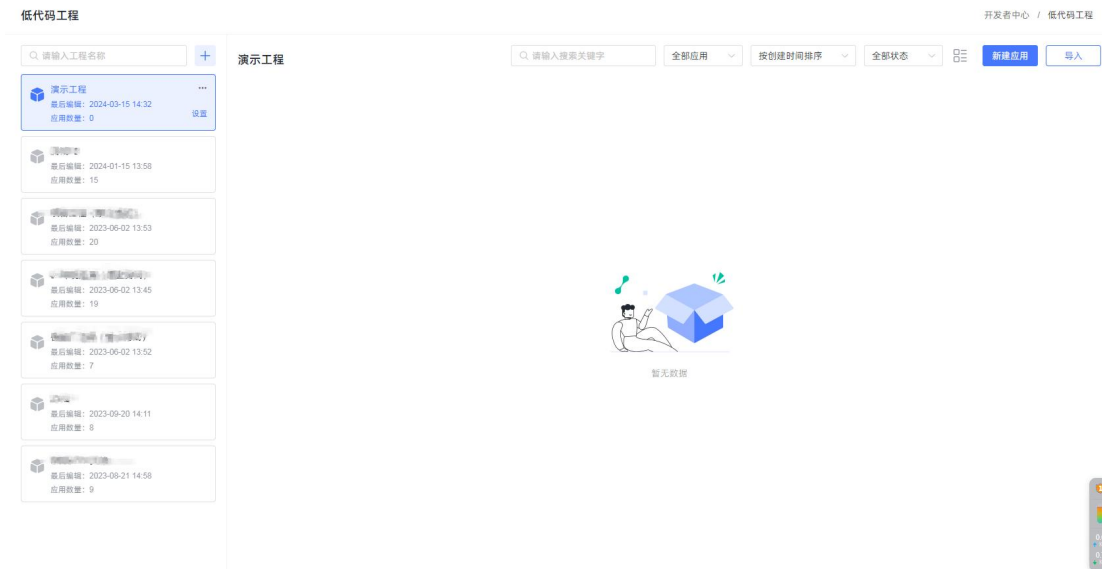 低代码工程
开发者中心 / 低代码工程
请输入工程名称
+
演示工程
最后编辑：2024-03-15 14:32
应用数量：0
设置
最后编辑：2024-01-15 13:58
应用数量：15
最后编辑：2023-06-02 13:53
应用数量：20
最后编辑：2023-06-02 13:45
应用数量：19
最后编辑：2023-06-02 13:52
应用数量：7
最后编辑：2023-09-20 14:11
应用数量：8
最后编辑：2023-08-21 14:58
应用数量：9
演示工程
请输入搜索关键字
全部应用
按创建时间排序
全部状态
新建应用
导入
暂无数据